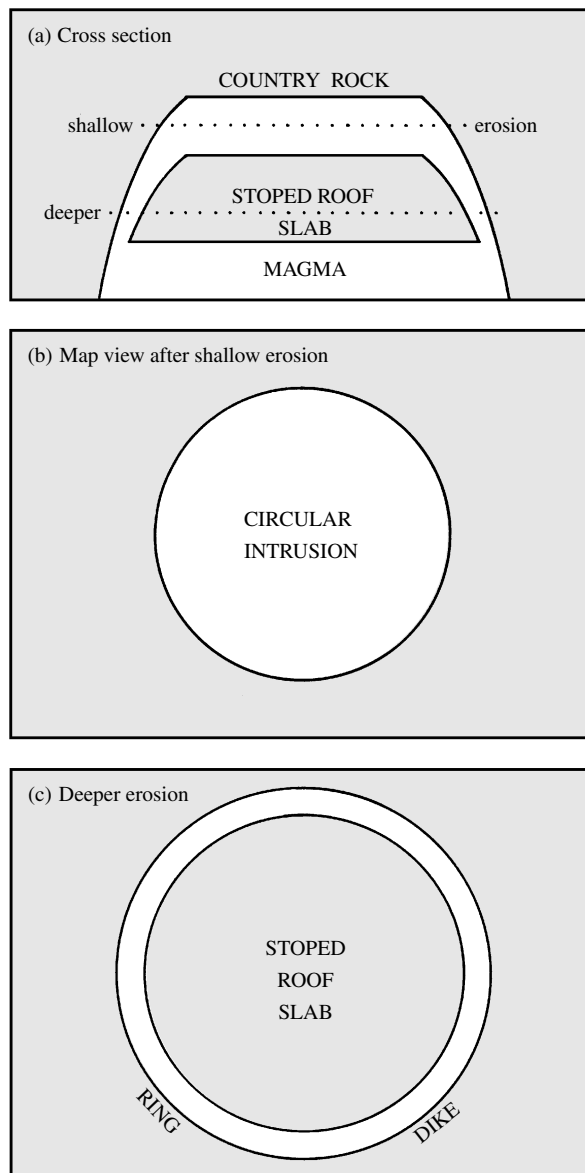 (a) Cross section
COUNTRY ROCK
shallow erosion
STOPED ROOF
deeper
SLAB
MAGMA
(b) Map view after shallow erosion
CIRCULAR
INTRUSION
(c) Deeper erosion
STOPED
ROOF
SLAB
RING DIKE